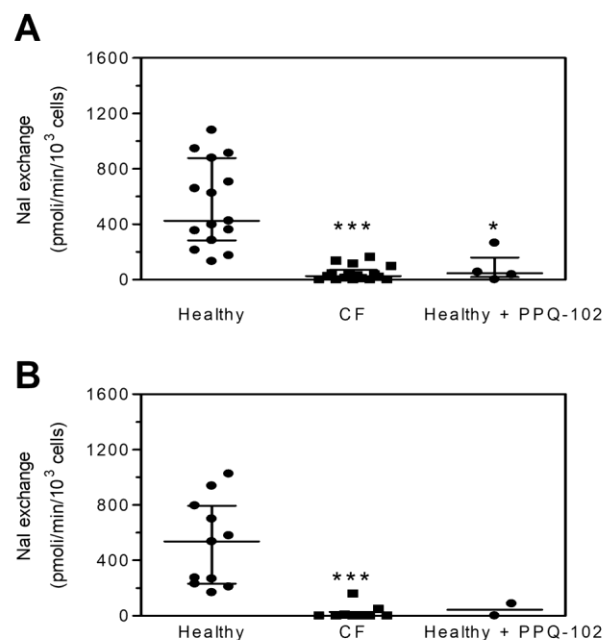 A
1600
1200
800
400
0
NaI exchange
(pmoli/min/10³ cells)
***
*
Healthy
CF
Healthy + PPQ-102
B
1600
1200
800
400
0
NaI exchange
(pmoli/min/10³ cells)
***
Healthy
CF
Healthy + PPQ-102